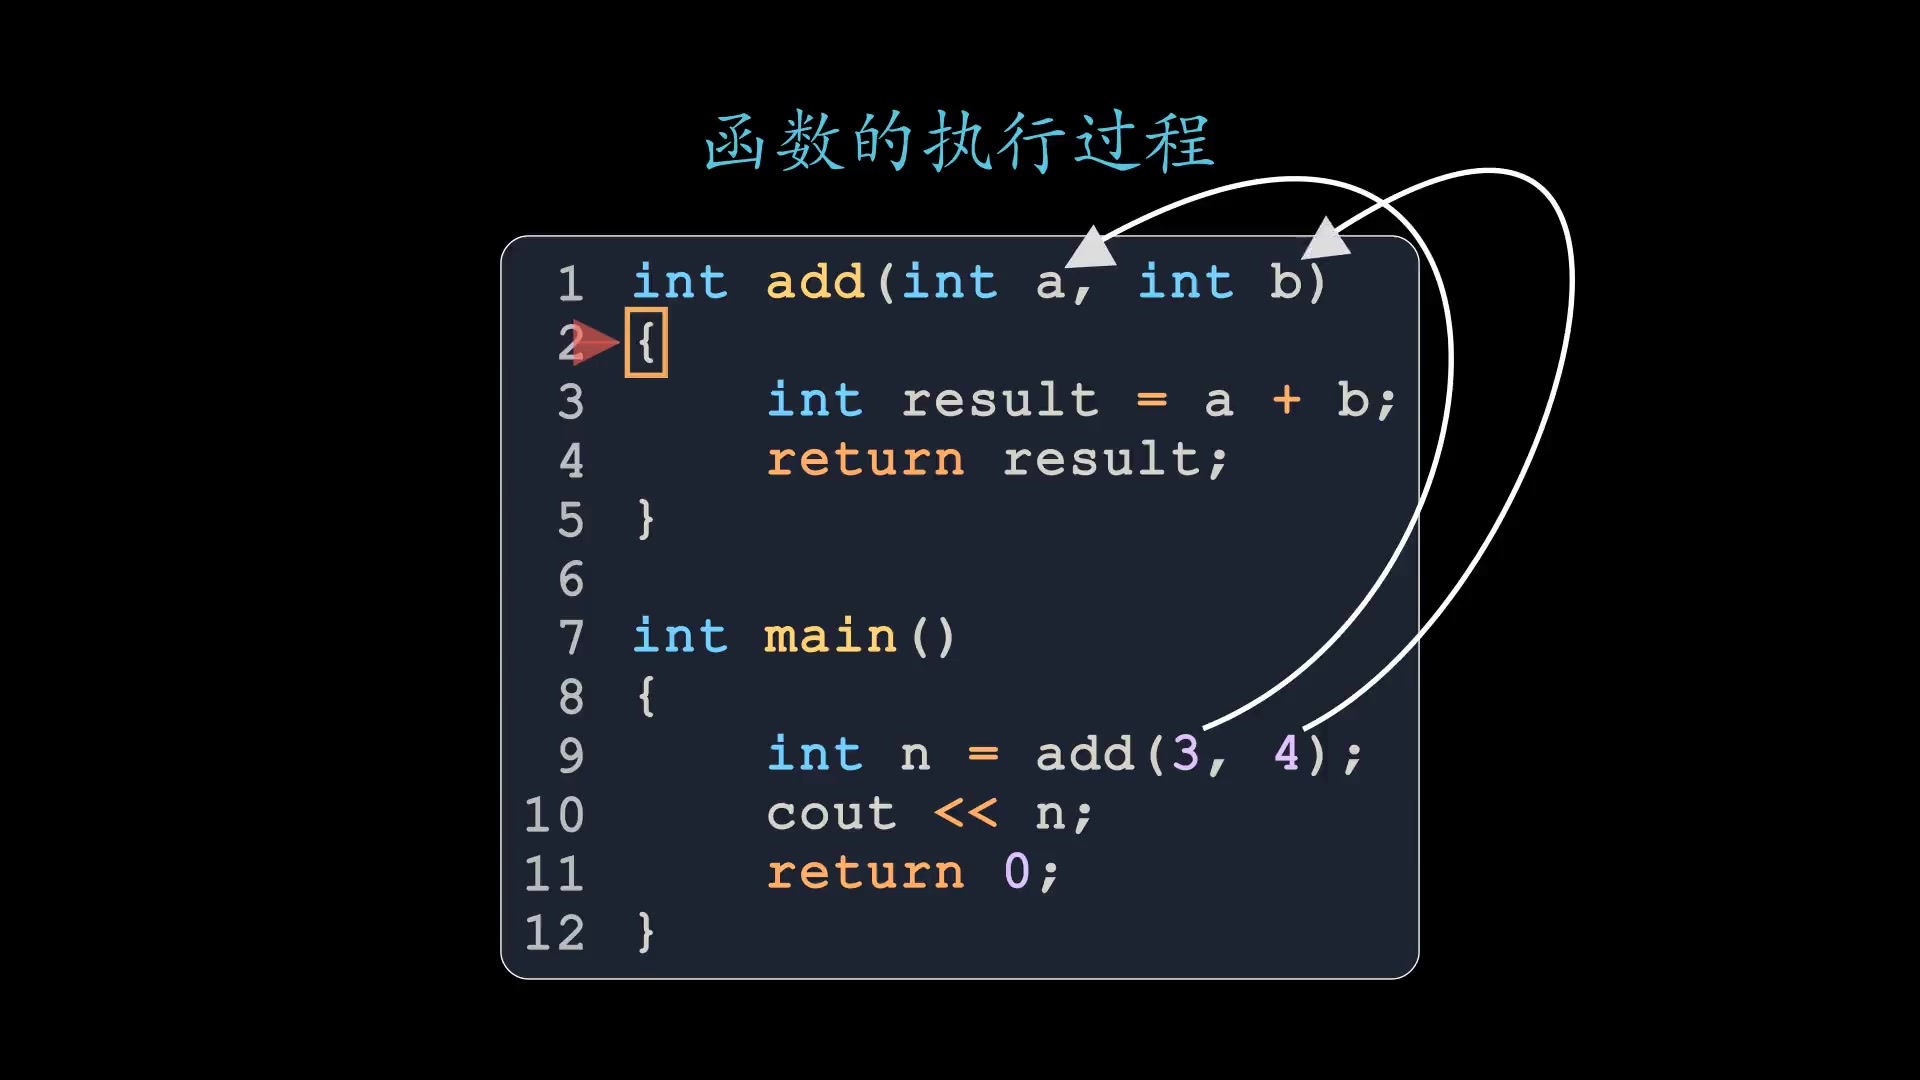 函数的执行过程
1 int add(int a, int b)
2 {
3     int result = a + b;
4     return result;
5 }
6
7 int main()
8 {
9     int n = add(3, 4);
10     cout << n;
11     return 0;
12 }